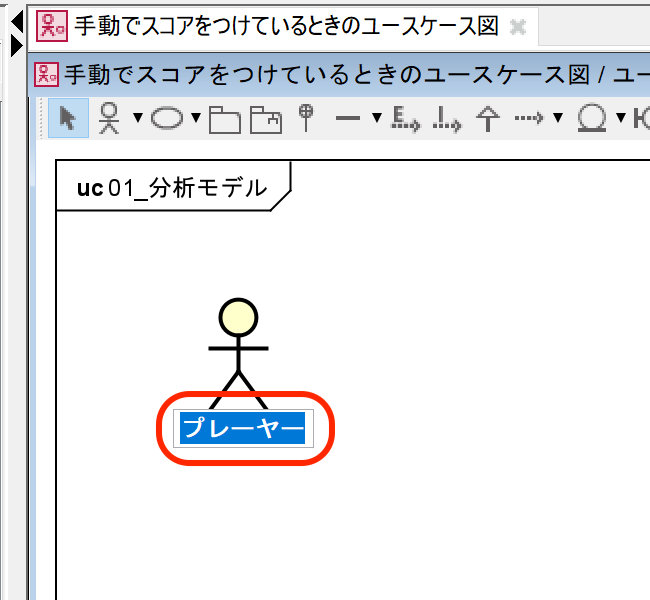 手動でスコアをつけているときのユースケース図
手動でスコアをつけているときのユースケース図 / ユー
uc 01_分析モデル
プレーヤー